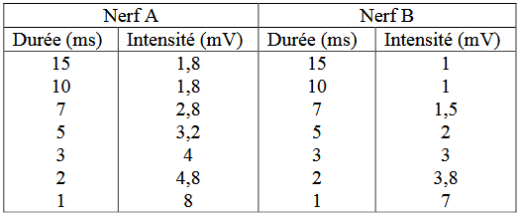 Nerf A Nerf B
Durée (ms) Intensité (mV) Durée (ms) Intensité (mV)
15 1,8 15 1
10 1,8 10 1
7 2,8 7 1,5
5 3,2 5 2
3 4 3 3
2 4,8 2 3,8
1 8 1 7